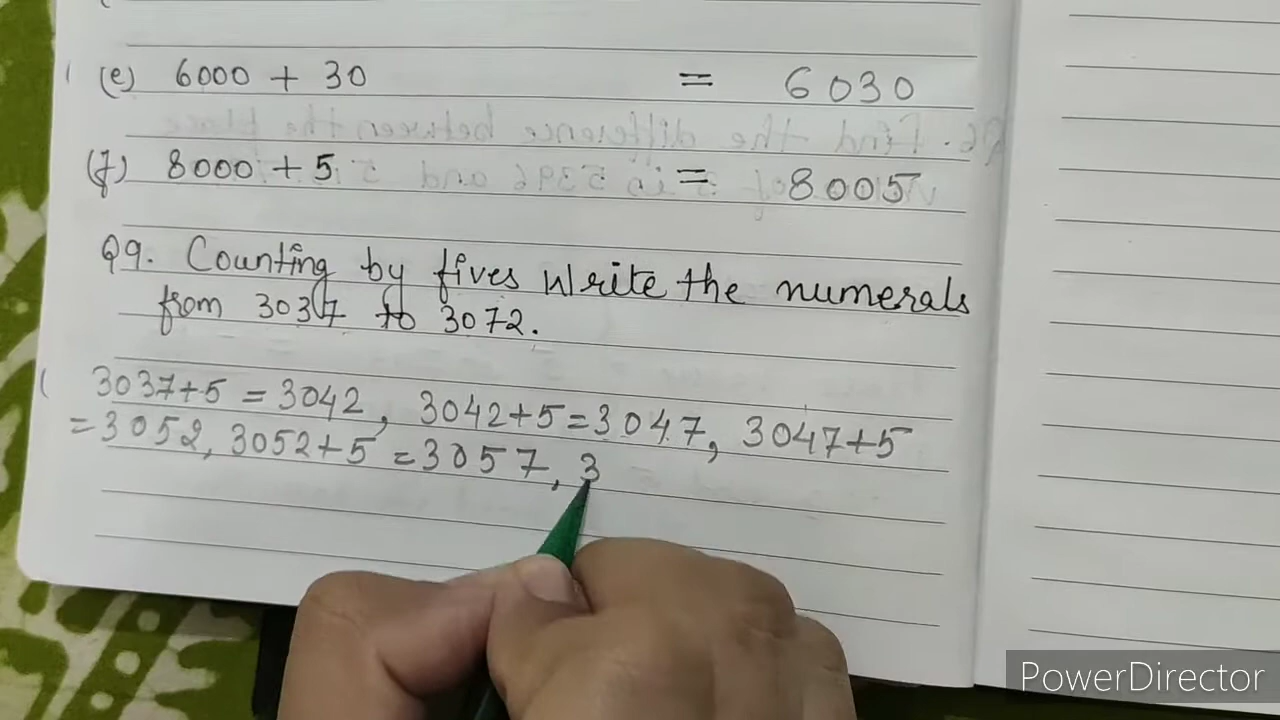 (e) 6000 + 30 = 6030
(f) 8000 + 5 = 8005
Q9. Counting by fives Write the numerals
from 3037 to 3072.
3037+5 = 3042, 3042+5=3047, 3047+5
=3052, 3052+5 =3057, 3
PowerDirector